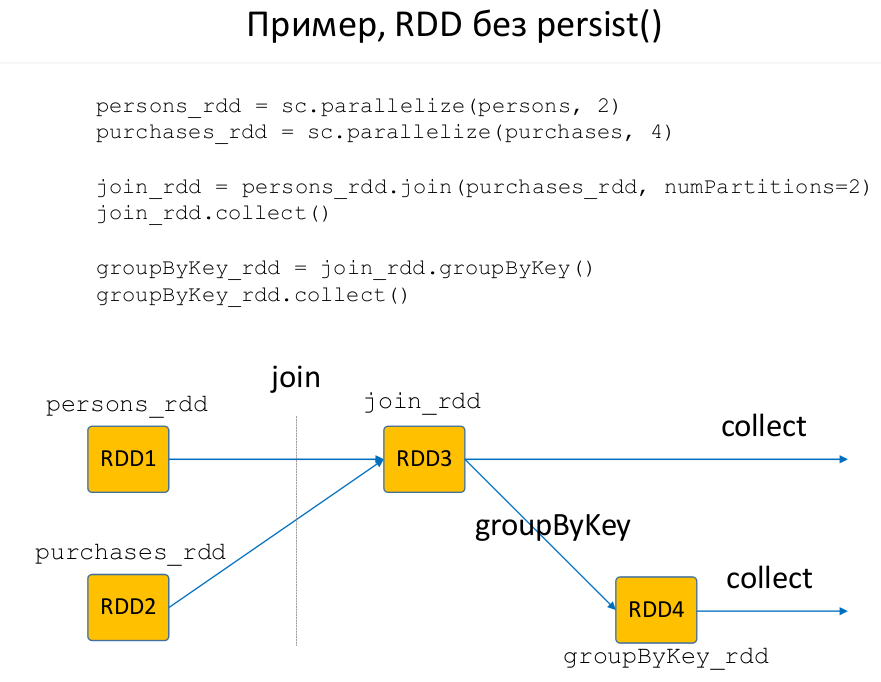 Пример, RDD без persist()
persons_rdd = sc.parallelize(persons, 2)
purchases_rdd = sc.parallelize(purchases, 4)
join_rdd = persons_rdd.join(purchases_rdd, numPartitions=2)
join_rdd.collect()
groupByKey_rdd = join_rdd.groupByKey()
groupByKey_rdd.collect()
join
persons_rdd
join_rdd
collect
RDD1
RDD3
groupByKey
purchases_rdd
collect
RDD2
RDD4
groupByKey_rdd